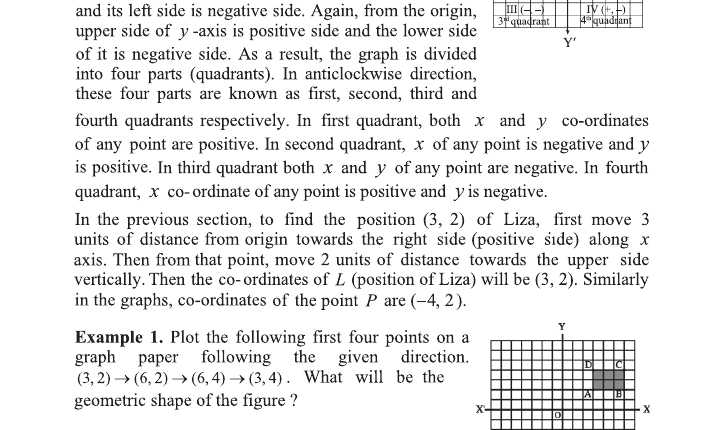 and its left side is negative side. Again, from the origin,
upper side of y -axis is positive side and the lower side
of it is negative side. As a result, the graph is divided
into four parts (quadrants). In anticlockwise direction,
these four parts are known as first, second, third and
III (–, –)
3rd quadrant
IV (+, –)
4th quadrant
Y′
fourth quadrants respectively. In first quadrant, both x and y co-ordinates
of any point are positive. In second quadrant, x of any point is negative and y
is positive. In third quadrant both x and y of any point are negative. In fourth
quadrant, x co-ordinate of any point is positive and y is negative.
In the previous section, to find the position (3, 2) of Liza, first move 3
units of distance from origin towards the right side (positive side) along x
axis. Then from that point, move 2 units of distance towards the upper side
vertically. Then the co-ordinates of L (position of Liza) will be (3, 2). Similarly
in the graphs, co-ordinates of the point P are (−4, 2).
Example 1. Plot the following first four points on a
graph paper following the given direction.
(3, 2) → (6, 2) → (6, 4) → (3, 4). What will be the
geometric shape of the figure ?
Y
D C
A B
X′ O X